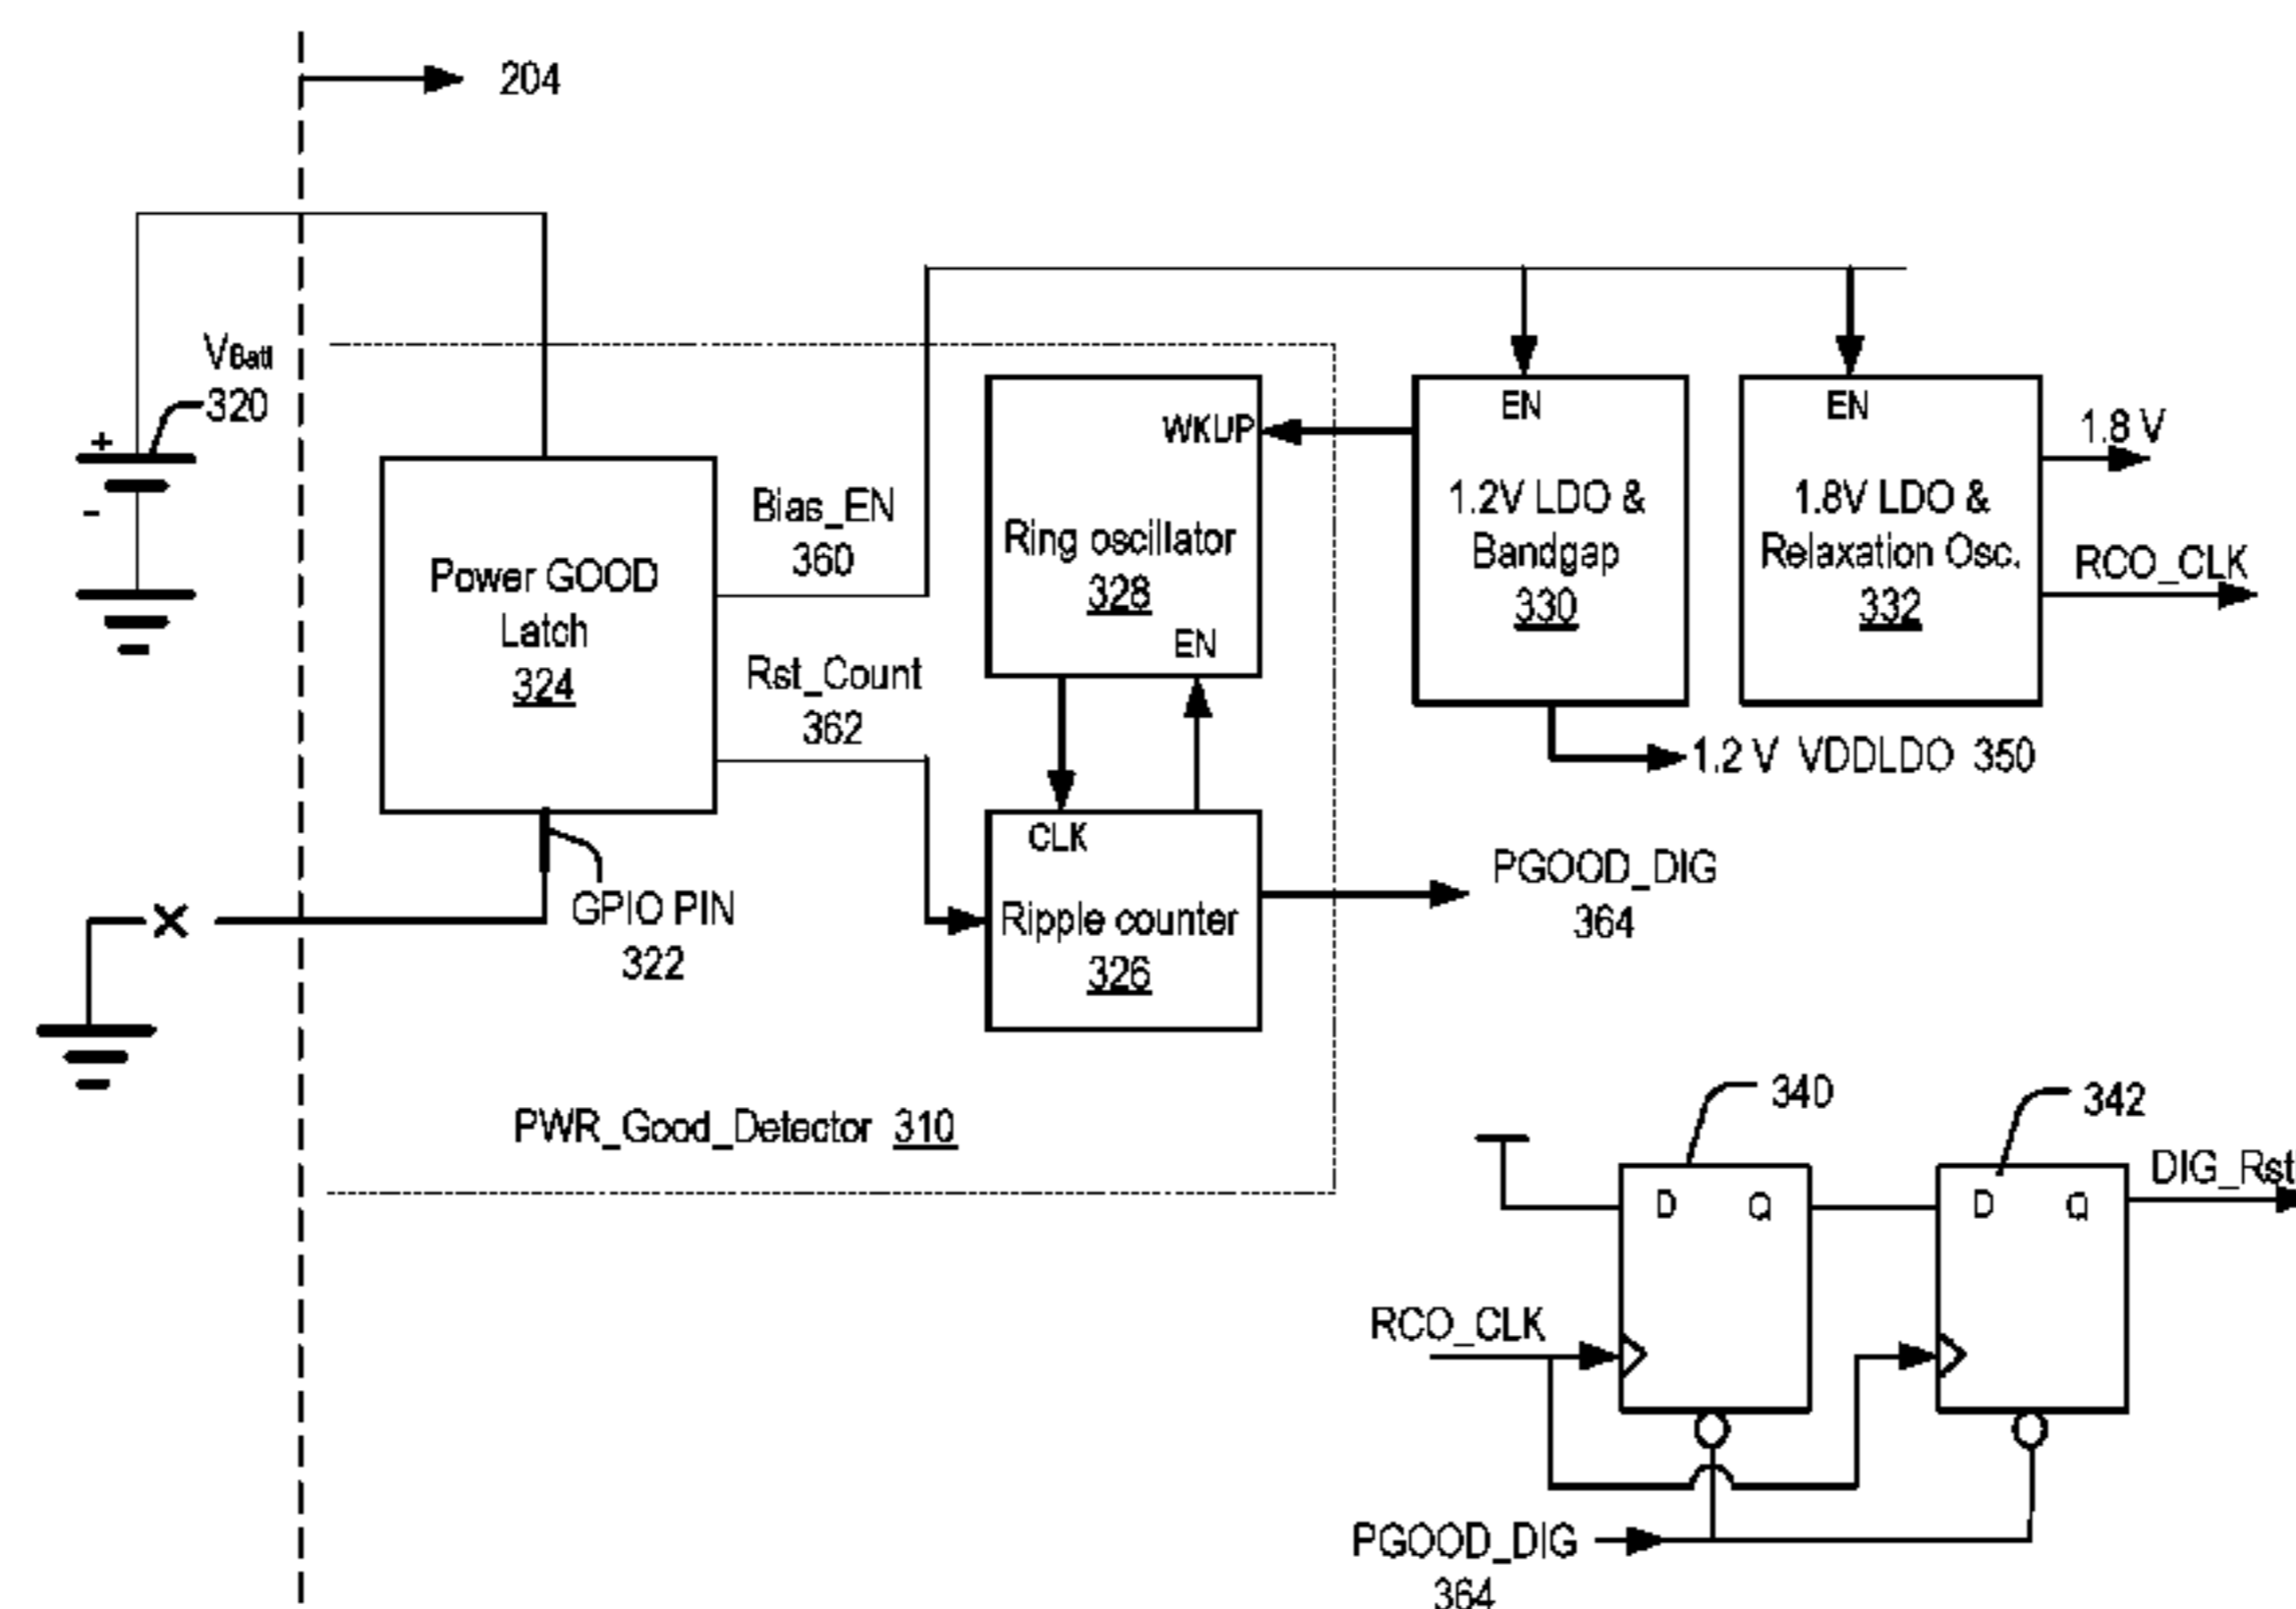 204
VBatt
320
+
-
Power GOOD
Latch
324
Bias_EN
360
Rst_Count
362
GPIO PIN
322
WKUP
Ring oscillator
328
EN
CLK
Ripple counter
326
PWR_Good_Detector 310
EN
1.2V LDO &
Bandgap
330
EN
1.8V LDO &
Relaxation Osc.
332
1.8 V
RCO_CLK
1.2 V VDDLDO 350
PGOOD_DIG
364
340
342
D Q
D Q
DIG_Rst
RCO_CLK
PGOOD_DIG
364